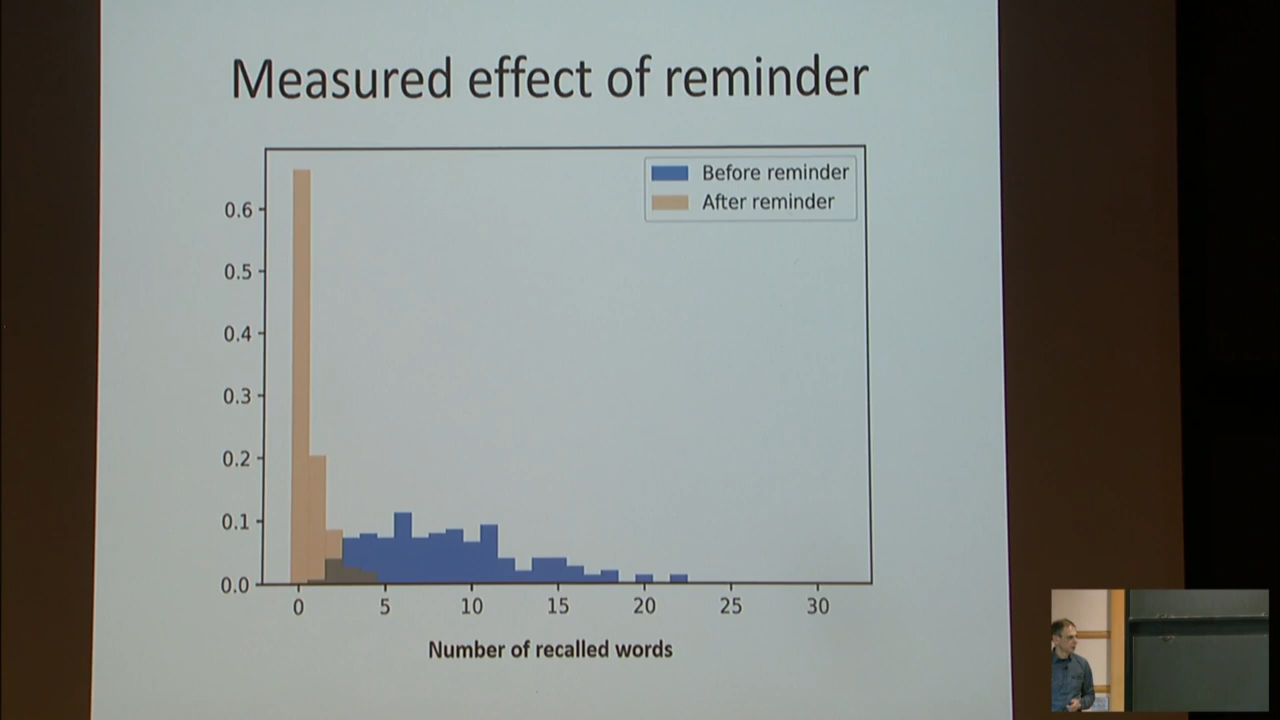 Measured effect of reminder
Before reminder
After reminder
0.6
0.5
0.4
0.3
0.2
0.1
0.0
0 5 10 15 20 25 30
Number of recalled words